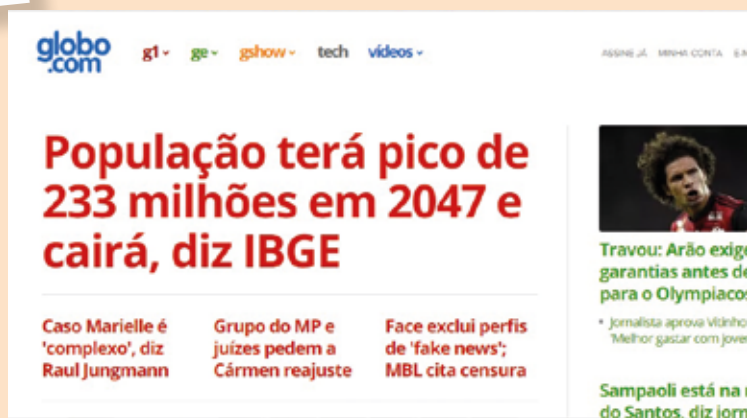 globo
.com
g1 ge gshow tech vídeos
ASSINE JÁ MINHA CONTA
População terá pico de
233 milhões em 2047 e
cairá, diz IBGE
Caso Marielle é
'complexo', diz
Raul Jungmann
Grupo do MP e
juízes pedem a
Cármen reajuste
Face exclui perfis
de 'fake news';
MBL cita censura
Travou: Arão exige
garantias antes de
para o Olympiacos
Jornalista aprova Vitinho
'Melhor gastar com
Sampaoli está na
do Santos, diz